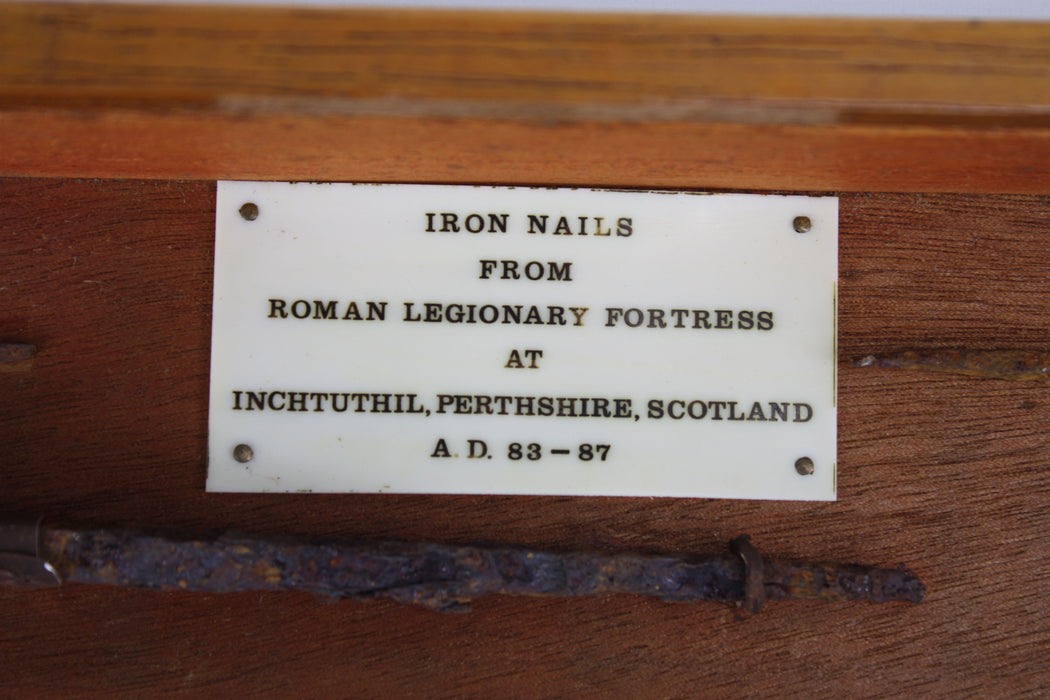 IRON NAILS
FROM
ROMAN LEGIONARY FORTRESS
AT
INCHTUTHIL, PERTHSHIRE, SCOTLAND
A. D. 83 – 87